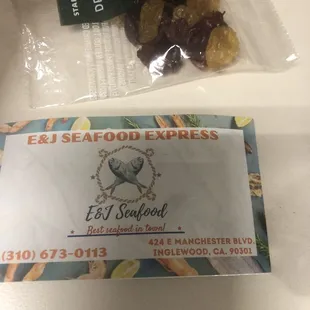 E&J SEAFOOD EXPRESS
E&J Seafood
Best seafood in town!
(310) 673-0113
424 E MANCHESTER BLVD.
INGLEWOOD, CA, 90301